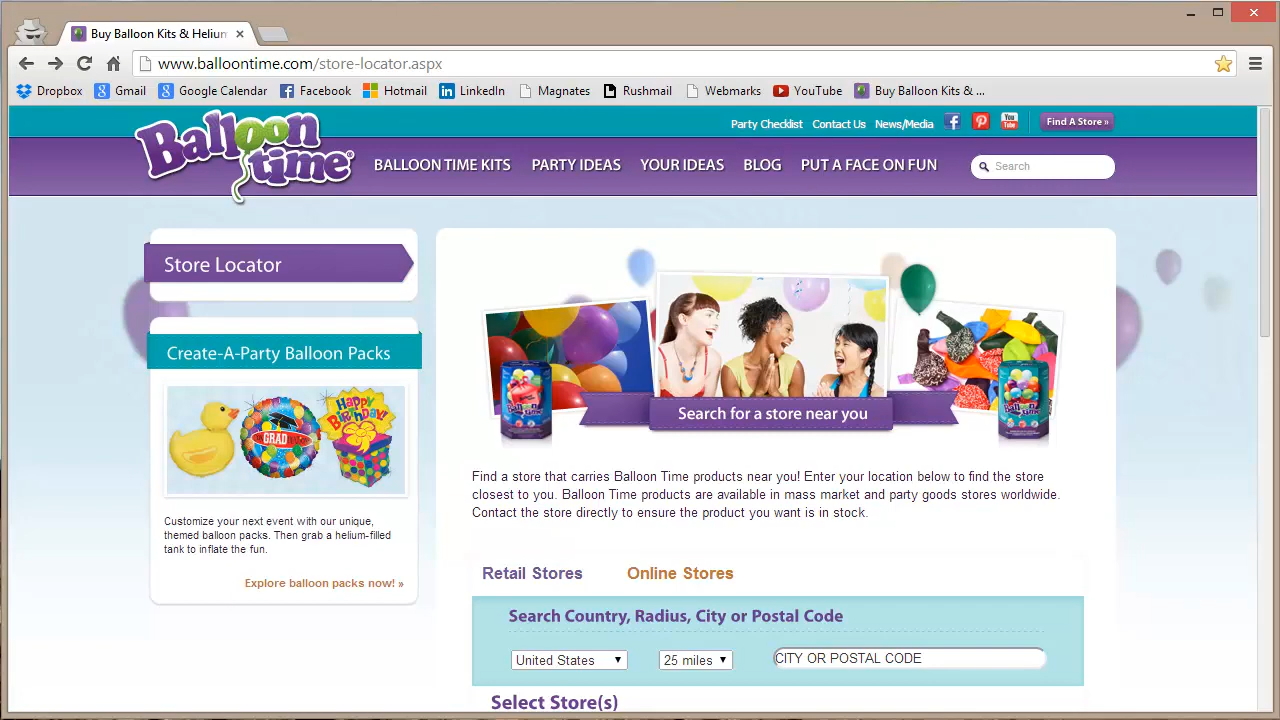 Buy Balloon Kits & Helium
www.balloontime.com/store-locator.aspx
Dropbox Gmail Google Calendar Facebook Hotmail LinkedIn Magnates Rushmail Webmarks YouTube Buy Balloon Kits & ...
Party Checklist Contact Us News/Media Find A Store »
Balloon time
BALLOON TIME KITS PARTY IDEAS YOUR IDEAS BLOG PUT A FACE ON FUN Search
Store Locator
Create-A-Party Balloon Packs
HAPPY BIRTHDAY!
GRAD
Customize your next event with our unique,
themed balloon packs. Then grab a helium-filled
tank to inflate the fun.
Explore balloon packs now! »
Search for a store near you
Find a store that carries Balloon Time products near you! Enter your location below to find the store
closest to you. Balloon Time products are available in mass market and party goods stores worldwide.
Contact the store directly to ensure the product you want is in stock.
Retail Stores Online Stores
Search Country, Radius, City or Postal Code
United States 25 miles CITY OR POSTAL CODE
Select Store(s)